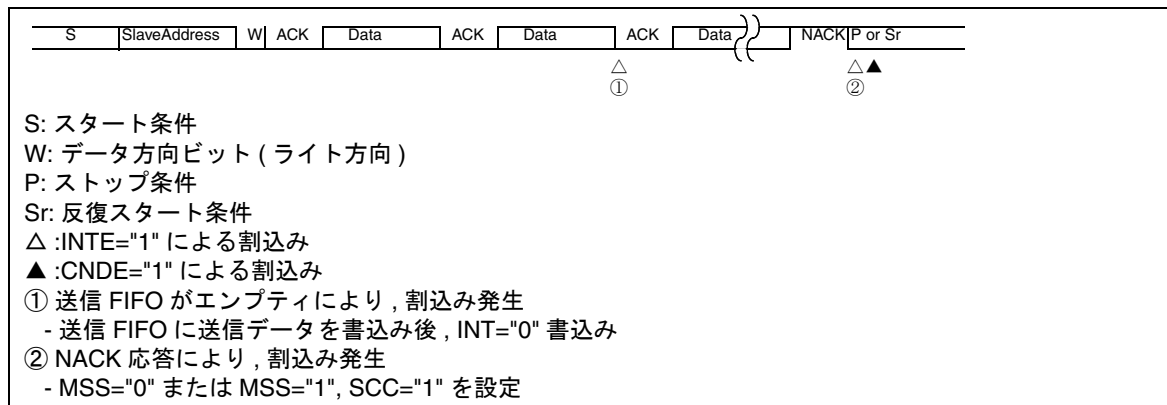 S SlaveAddress W ACK Data ACK Data ACK Data NACK P or Sr
△ △▲
① ②
S: スタート条件
W: データ方向ビット ( ライト方向 )
P: ストップ条件
Sr: 反復スタート条件
△ :INTE="1" による割込み
▲ :CNDE="1" による割込み
① 送信 FIFO がエンプティにより , 割込み発生
- 送信 FIFO に送信データを書込み後 , INT="0" 書込み
② NACK 応答により , 割込み発生
- MSS="0" または MSS="1", SCC="1" を設定